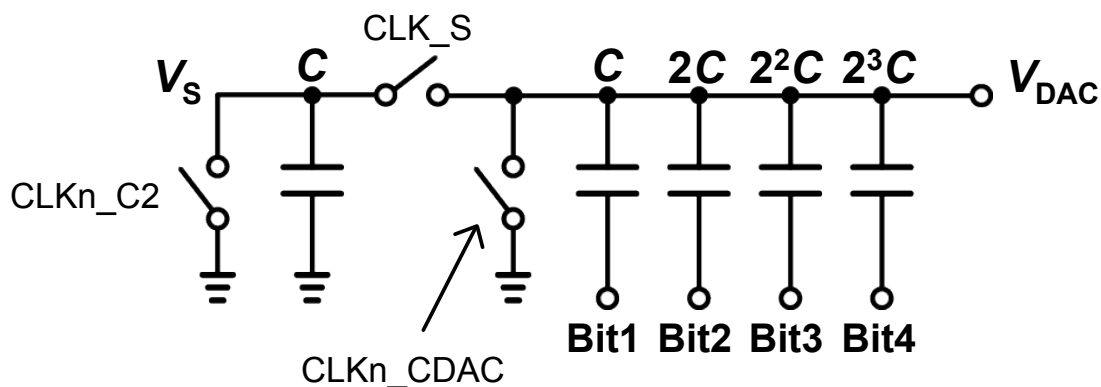 CLK_S
V_S C C 2C 2²C 2³C V_DAC
CLKn_C2
Bit1 Bit2 Bit3 Bit4
CLKn_CDAC